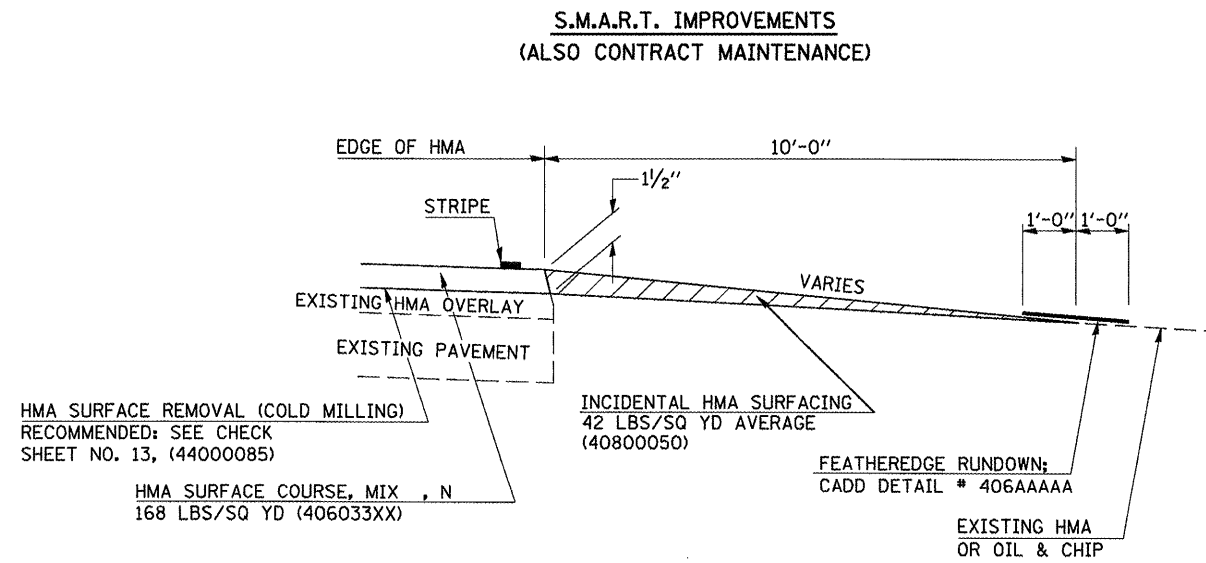 S.M.A.R.T. IMPROVEMENTS
(ALSO CONTRACT MAINTENANCE)
EDGE OF HMA
10'-0"
1½"
STRIPE
1'-0"
1'-0"
VARIES
EXISTING HMA OVERLAY
EXISTING PAVEMENT
HMA SURFACE REMOVAL (COLD MILLING)
RECOMMENDED: SEE CHECK
SHEET NO. 13, (44000085)
INCIDENTAL HMA SURFACING
42 LBS/SQ YD AVERAGE
(40800050)
HMA SURFACE COURSE, MIX , N
168 LBS/SQ YD (406033XX)
FEATHEREDGE RUNDOWN;
CADD DETAIL # 406AAAAA
EXISTING HMA
OR OIL & CHIP